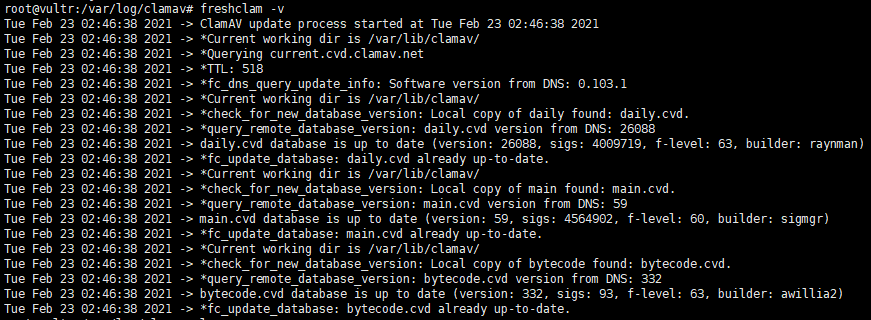 root@vultr:/var/log/clamav# freshclam -v
Tue Feb 23 02:46:38 2021 -> ClamAV update process started at Tue Feb 23 02:46:38 2021
Tue Feb 23 02:46:38 2021 -> *Current working dir is /var/lib/clamav/
Tue Feb 23 02:46:38 2021 -> *Querying current.cvd.clamav.net
Tue Feb 23 02:46:38 2021 -> *TTL: 518
Tue Feb 23 02:46:38 2021 -> *fc_dns_query_update_info: Software version from DNS: 0.103.1
Tue Feb 23 02:46:38 2021 -> *Current working dir is /var/lib/clamav/
Tue Feb 23 02:46:38 2021 -> *check_for_new_database_version: Local copy of daily found: daily.cvd.
Tue Feb 23 02:46:38 2021 -> *query_remote_database_version: daily.cvd version from DNS: 26088
Tue Feb 23 02:46:38 2021 -> daily.cvd database is up to date (version: 26088, sigs: 4009719, f-level: 63, builder: raynman)
Tue Feb 23 02:46:38 2021 -> *fc_update_database: daily.cvd already up-to-date.
Tue Feb 23 02:46:38 2021 -> *Current working dir is /var/lib/clamav/
Tue Feb 23 02:46:38 2021 -> *check_for_new_database_version: Local copy of main found: main.cvd.
Tue Feb 23 02:46:38 2021 -> *query_remote_database_version: main.cvd version from DNS: 59
Tue Feb 23 02:46:38 2021 -> main.cvd database is up to date (version: 59, sigs: 4564902, f-level: 60, builder: sigmgr)
Tue Feb 23 02:46:38 2021 -> *fc_update_database: main.cvd already up-to-date.
Tue Feb 23 02:46:38 2021 -> *Current working dir is /var/lib/clamav/
Tue Feb 23 02:46:38 2021 -> *check_for_new_database_version: Local copy of bytecode found: bytecode.cvd.
Tue Feb 23 02:46:38 2021 -> *query_remote_database_version: bytecode.cvd version from DNS: 332
Tue Feb 23 02:46:38 2021 -> bytecode.cvd database is up to date (version: 332, sigs: 93, f-level: 63, builder: awillia2)
Tue Feb 23 02:46:38 2021 -> *fc_update_database: bytecode.cvd already up-to-date.